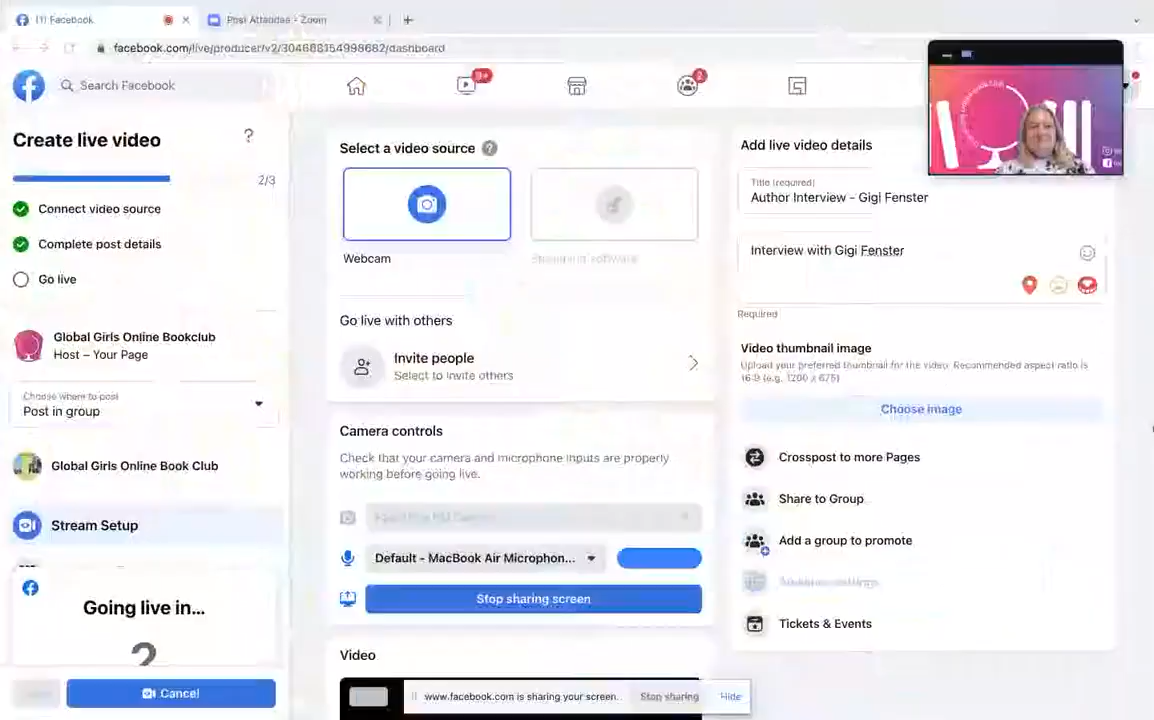 (1) Facebook
Post Attendee - Zoom
facebook.com/live/producer/v2/304688154998682/dashboard
Search Facebook
9+
2
Create live video
?
2/3
Connect video source
Complete post details
Go live
Global Girls Online Bookclub
Host – Your Page
Choose where to post
Post in group
Global Girls Online Book Club
Stream Setup
Going live in...
2
Cancel
Select a video source
Webcam
Streaming software
Go live with others
Invite people
Select to invite others
Camera controls
Check that your camera and microphone inputs are properly
working before going live.
Default - MacBook Air Microphon...
Stop sharing screen
Video
www.facebook.com is sharing your screen.
Stop sharing
Hide
Add live video details
Title (required)
Author Interview - Gigi Fenster
Interview with Gigi Fenster
Required
Video thumbnail image
Upload your preferred thumbnail for the video. Recommended aspect ratio is
16:9 (e.g. 1200 x 675)
Choose image
Crosspost to more Pages
Share to Group
Add a group to promote
Tickets & Events